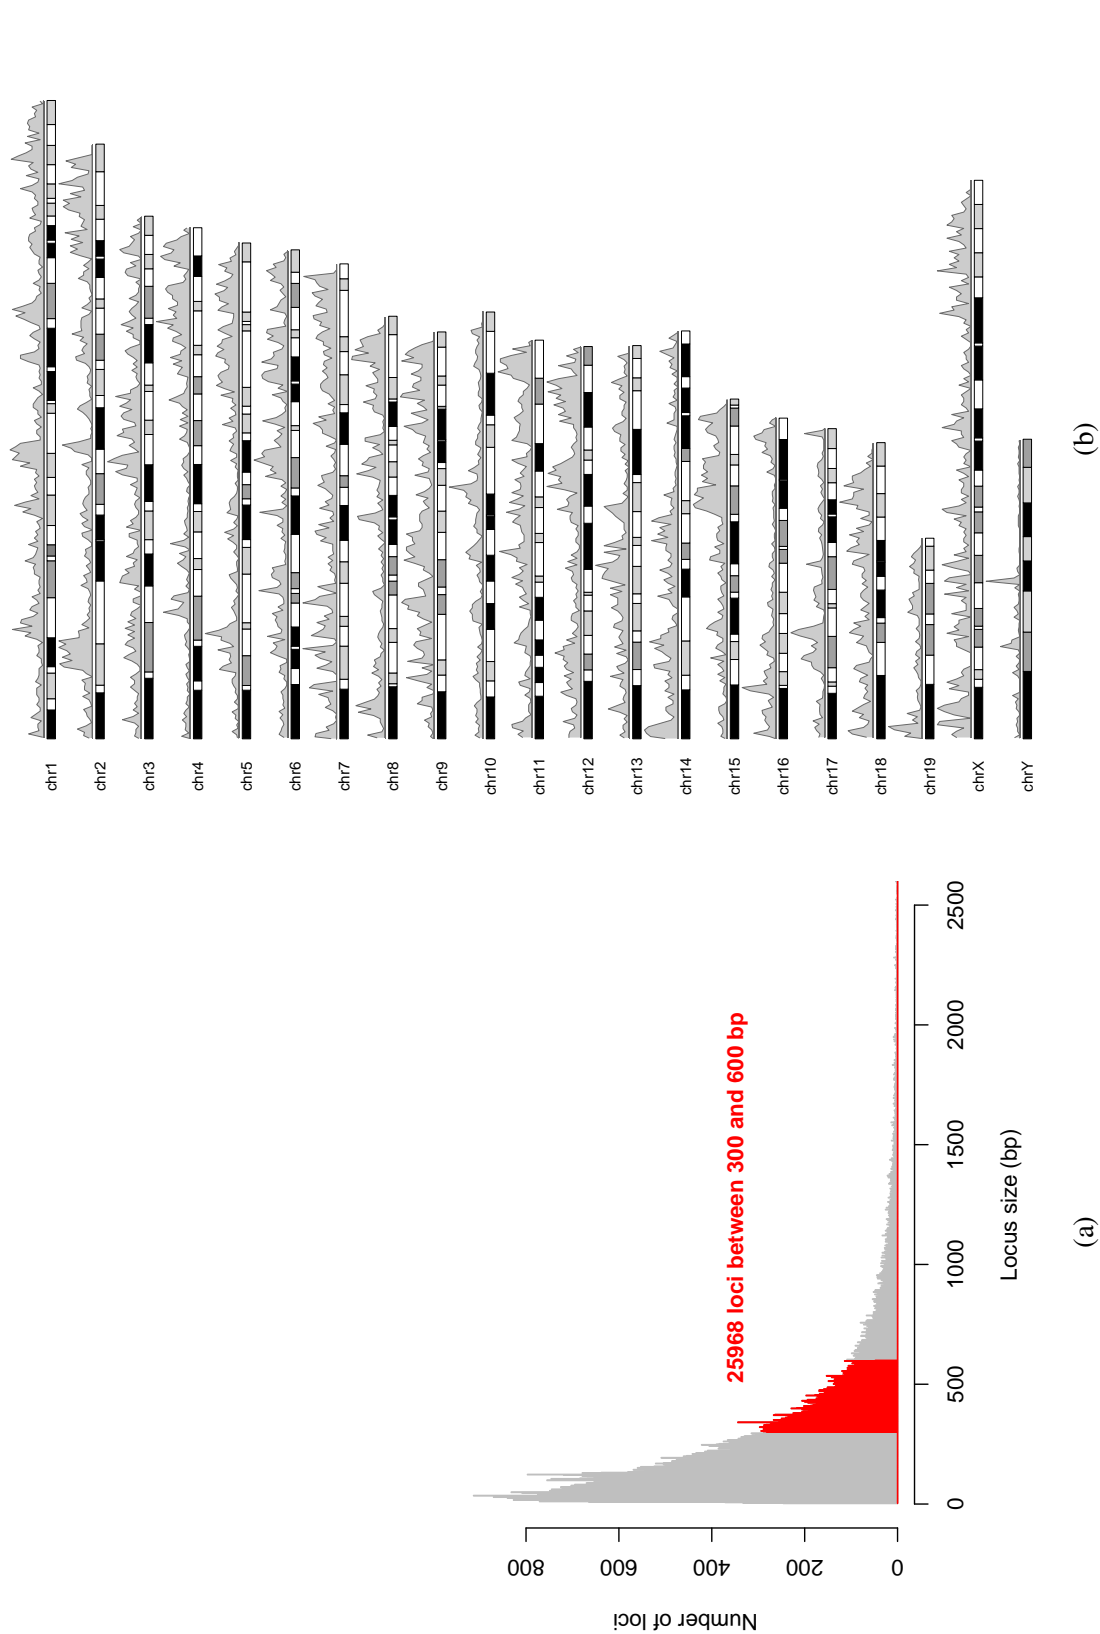 800
600
400
200
0
Number of loci
0
500
1000
1500
2000
2500
Locus size (bp)
25968 loci between 300 and 600 bp
(a)
chr1
chr2
chr3
chr4
chr5
chr6
chr7
chr8
chr9
chr10
chr11
chr12
chr13
chr14
chr15
chr16
chr17
chr18
chr19
chrX
chrY
(b)